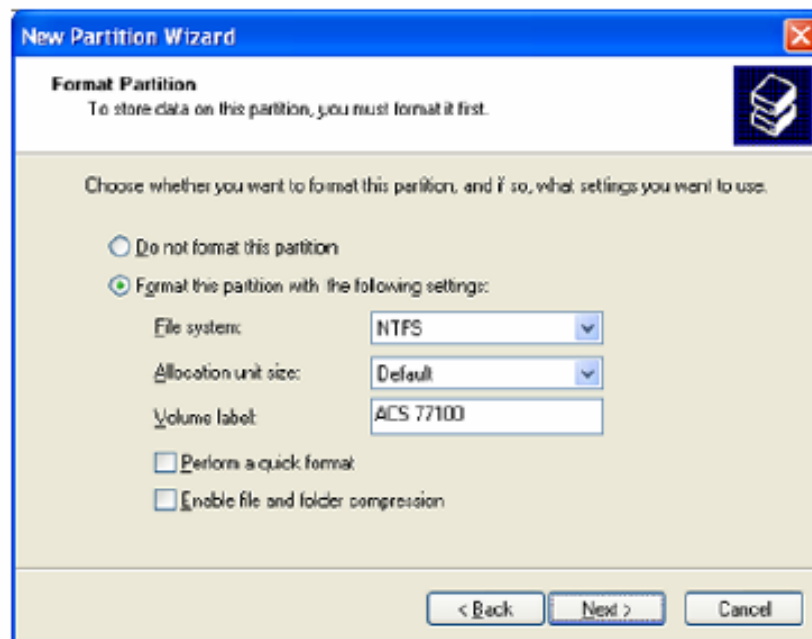 New Partition Wizard
Format Partition
To store data on this partition, you must format it first.
Choose whether you want to format this partition, and if so, what settings you want to use.
Do not format this partition
Format this partition with the following settings:
File system: NTFS
Allocation unit size: Default
Volume label: ACS 77100
Perform a quick format
Enable file and folder compression
< Back Next > Cancel